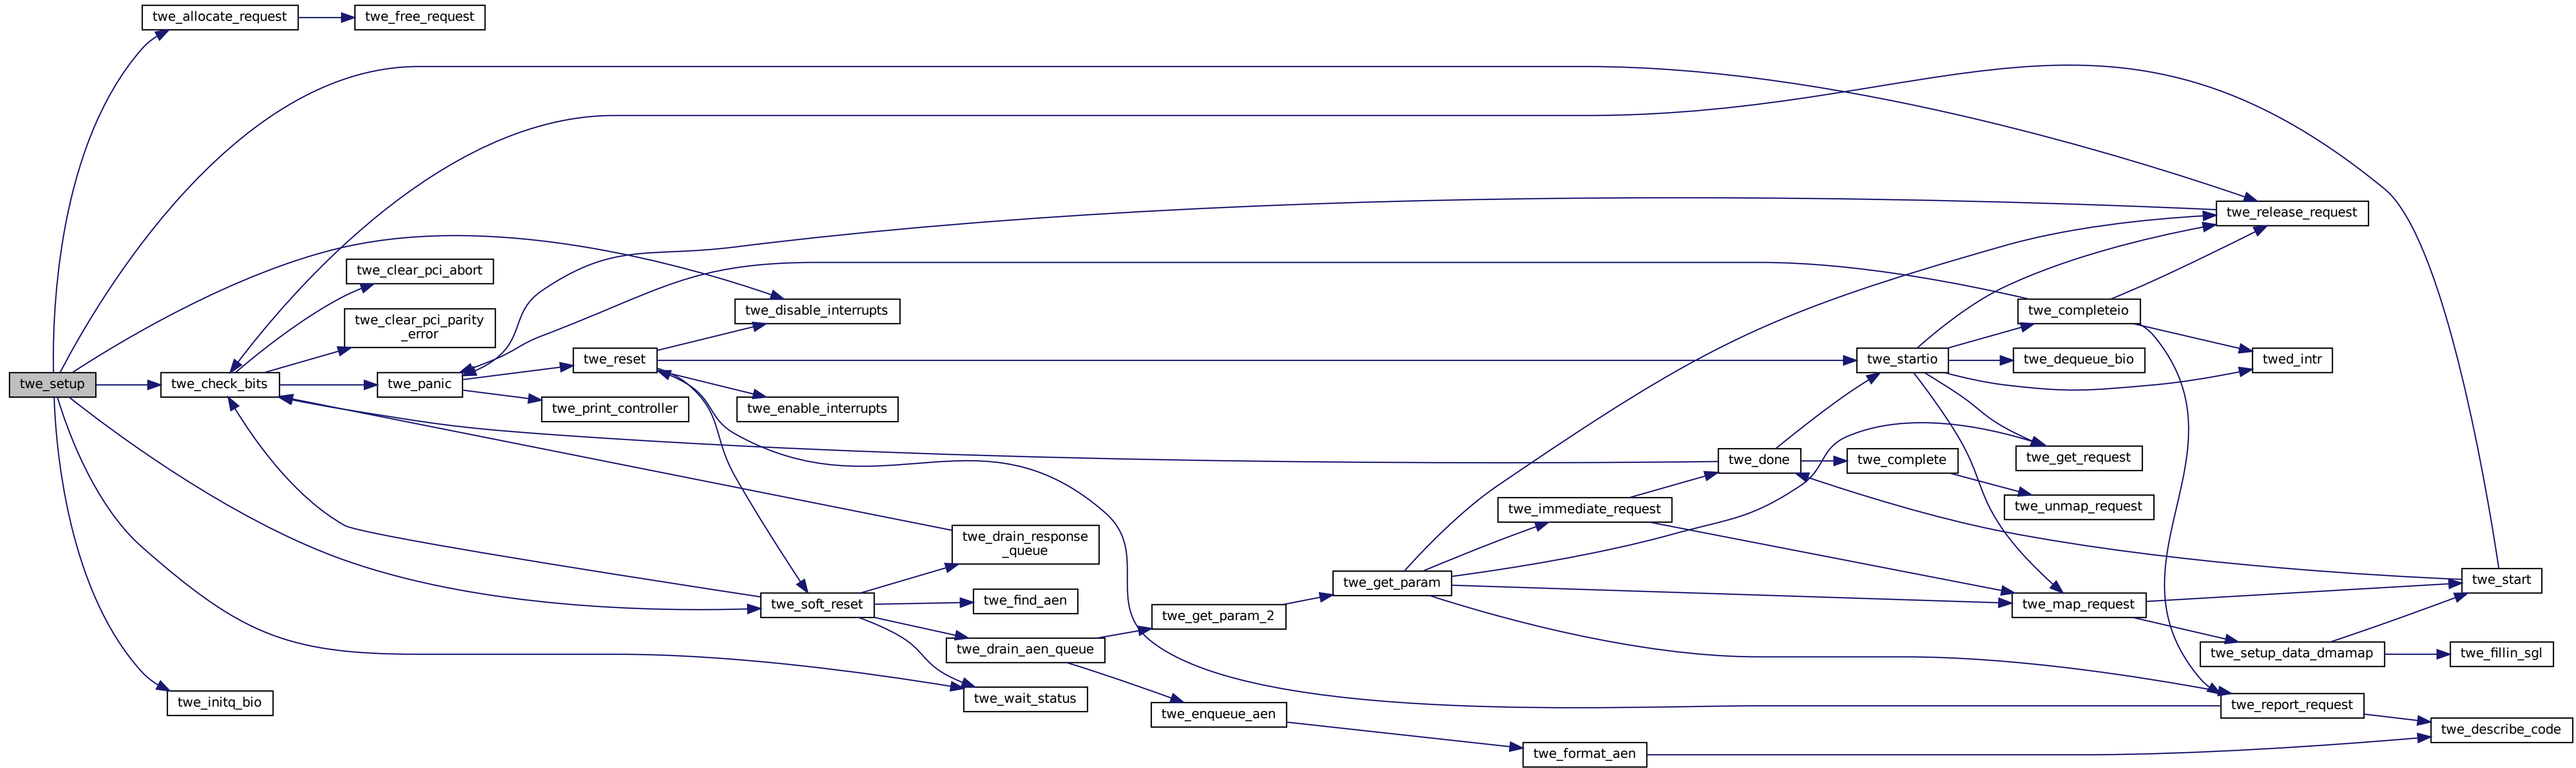 twe_allocate_request
twe_free_request
twe_release_request
twe_clear_pci_abort
twe_disable_interrupts
twe_completeio
twe_clear_pci_parity
_error
twe_reset
twe_startio
twe_dequeue_bio
twed_intr
twe_setup
twe_check_bits
twe_panic
twe_print_controller
twe_enable_interrupts
twe_done
twe_complete
twe_get_request
twe_immediate_request
twe_unmap_request
twe_drain_response
_queue
twe_get_param
twe_start
twe_soft_reset
twe_find_aen
twe_get_param_2
twe_map_request
twe_drain_aen_queue
twe_setup_data_dmamap
twe_fillin_sgl
twe_initq_bio
twe_wait_status
twe_enqueue_aen
twe_report_request
twe_format_aen
twe_describe_code